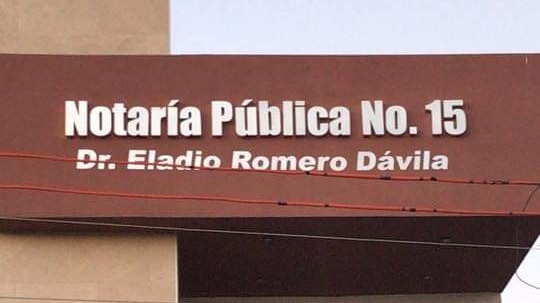 Notaría Pública No. 15
Dr. Eladio Romero Dávila